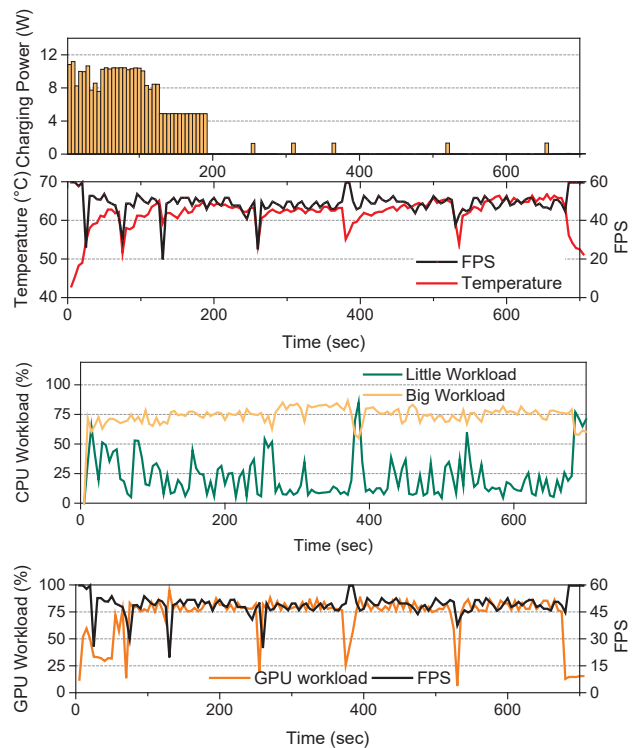 Charging Power (W)
12
8
4
0
200
400
600
Temperature (°C)
70
60
50
40
60
40
20
0
FPS
FPS
Temperature
0
200
400
600
Time (sec)
CPU Workload (%)
100
75
50
25
0
Little Workload
Big Workload
0
200
400
600
Time (sec)
GPU Workload (%)
100
75
50
25
0
60
45
30
15
0
FPS
GPU workload
FPS
0
200
400
600
Time (sec)